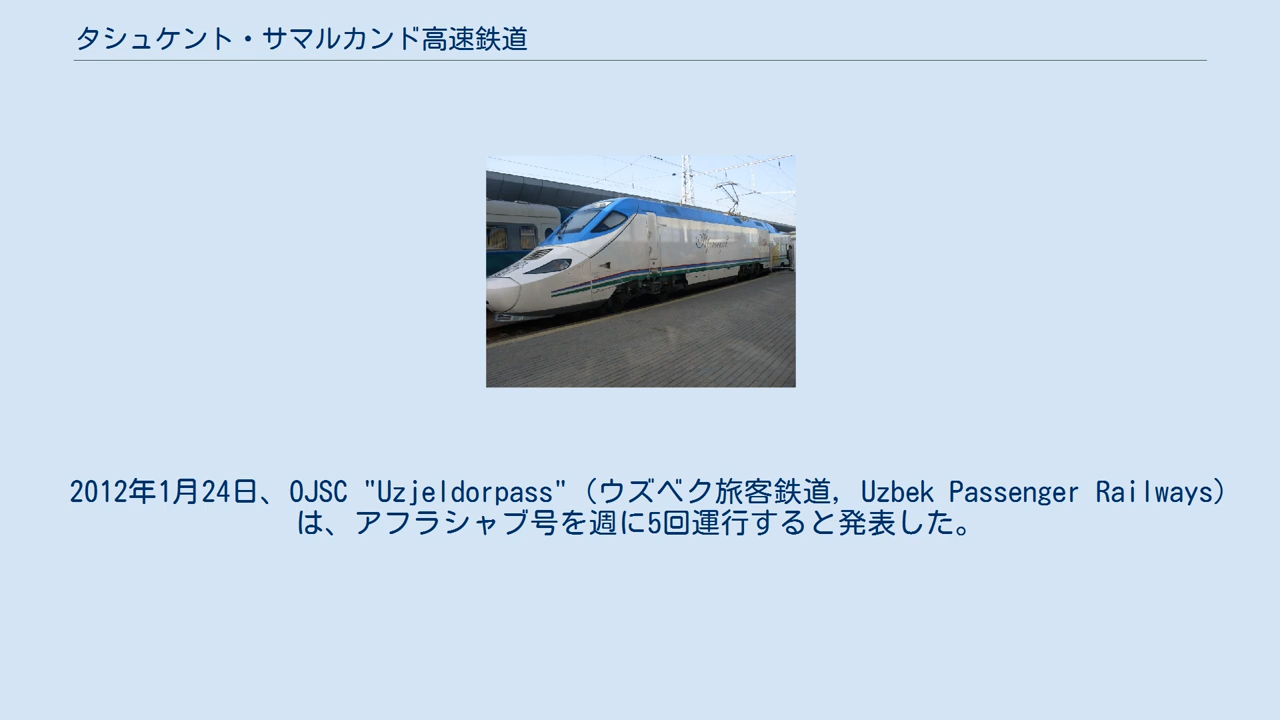 タシュケント・サマルカンド高速鉄道
2012年1月24日、OJSC "Uzjeldorpass"（ウズベク旅客鉄道, Uzbek Passenger Railways）
は、アフラシャブ号を週に5回運行すると発表した。